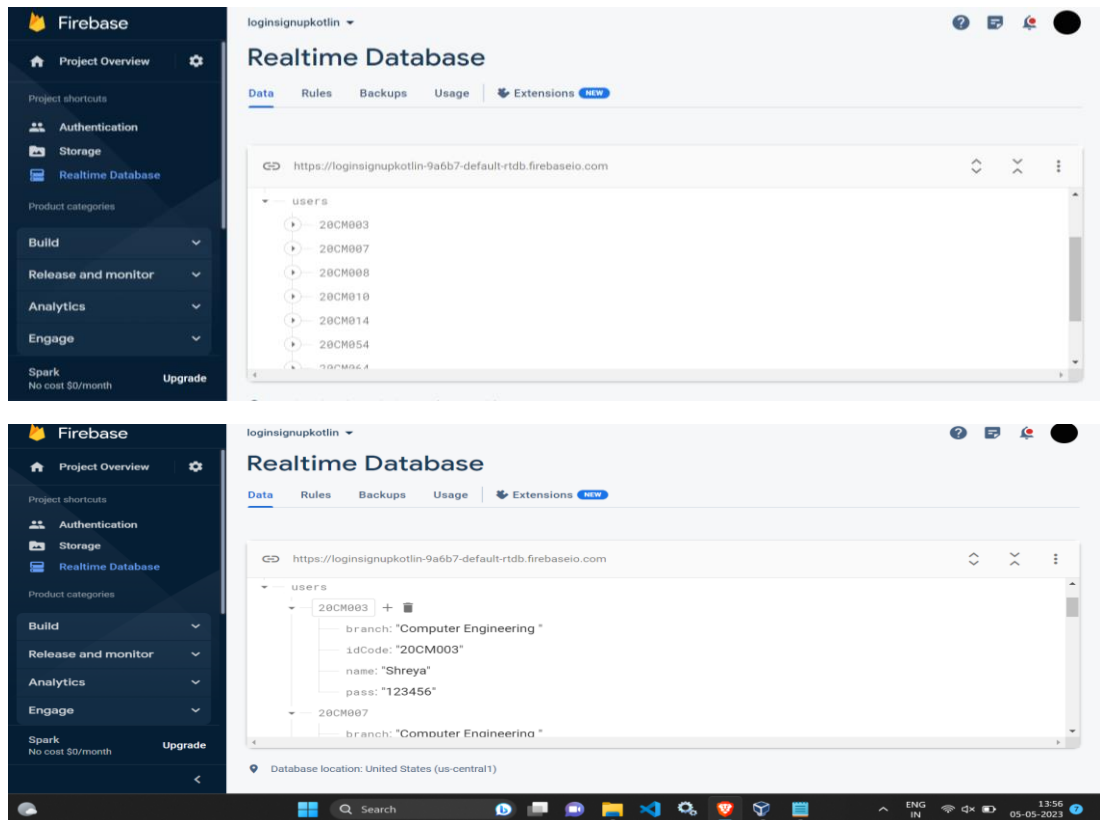 Firebase
loginsignupkotlin
Project Overview
Realtime Database
Data Rules Backups Usage Extensions NEW
Project shortcuts
Authentication
Storage
Realtime Database
https://loginsignupkotlin-9a6b7-default-rtdb.firebaseio.com
Product categories
users
20CM003
20CM007
Build
20CM008
Release and monitor
20CM010
Analytics
20CM014
Engage
20CM054
20CM064
Spark
No cost $0/month
Upgrade
Firebase
loginsignupkotlin
Project Overview
Realtime Database
Data Rules Backups Usage Extensions NEW
Project shortcuts
Authentication
Storage
Realtime Database
https://loginsignupkotlin-9a6b7-default-rtdb.firebaseio.com
Product categories
users
20CM003
Build
branch: "Computer Engineering "
idCode: "20CM003"
Release and monitor
name: "Shreya"
Analytics
pass: "123456"
Engage
20CM007
branch: "Computer Engineering "
Spark
No cost $0/month
Upgrade
Database location: United States (us-central1)
Search
ENG
IN
13:56
05-05-2023